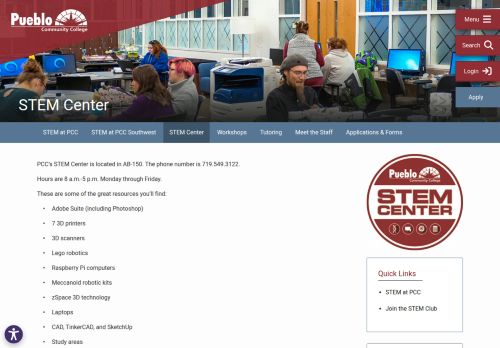 Pueblo
Community College
Menu
Search
Login
Apply
STEM Center
STEM at PCC
STEM at PCC Southwest
STEM Center
Workshops
Tutoring
Meet the Staff
Applications & Forms
PCC's STEM Center is located in AB-150. The phone number is 719.549.3122.
Hours are 8 a.m.-5 p.m. Monday through Friday.
These are some of the great resources you'll find:
• Adobe Suite (including Photoshop)
• 7 3D printers
• 3D scanners
• Lego robotics
• Raspberry Pi computers
• Meccanoid robotic kits
• zSpace 3D technology
• Laptops
• CAD, TinkerCAD, and SketchUp
• Study areas
Pueblo
Community College
STEM
CENTER
Quick Links
• STEM at PCC
• Join the STEM Club